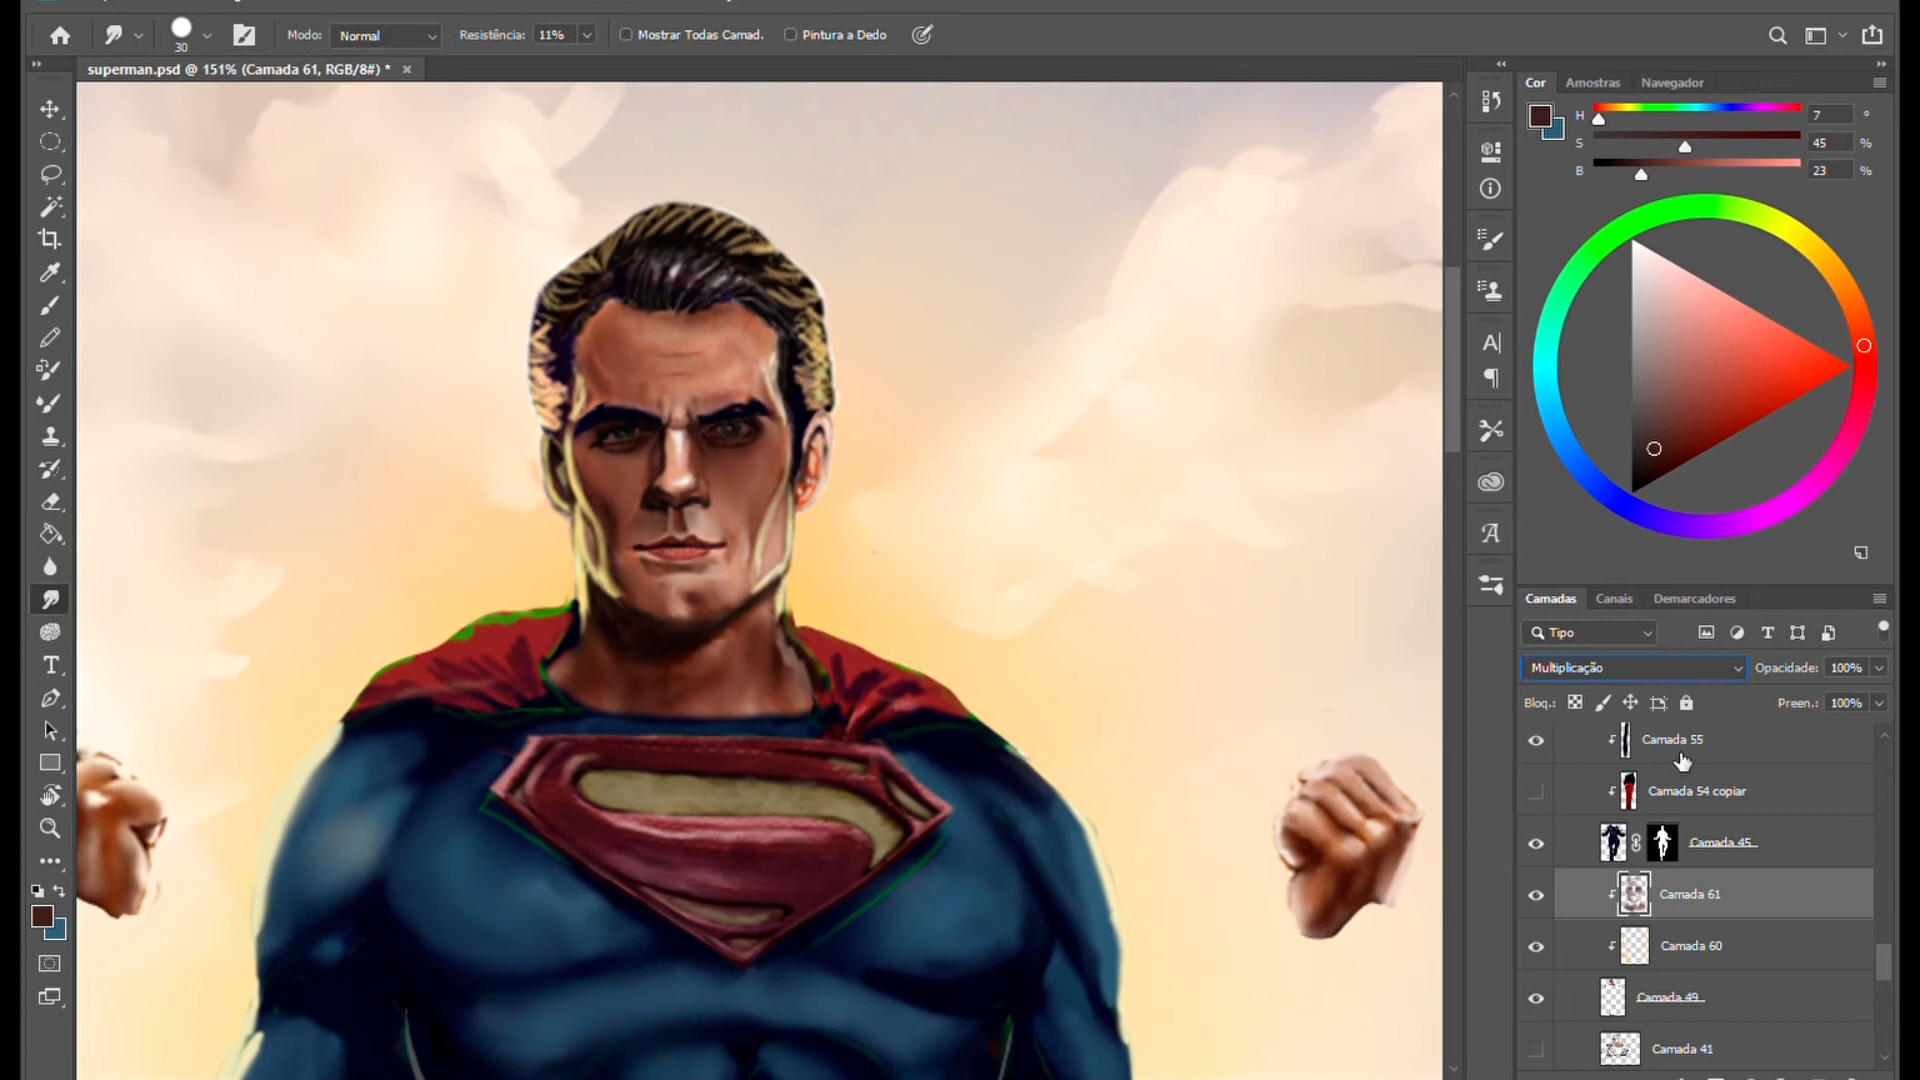 30
Modo:
Normal
Resistência:
11%
Mostrar Todas Camad.
Pintura a Dedo
superman.psd @ 151% (Camada 61, RGB/8#) *
Cor
Amostras
Navegador
H
7
°
S
45
%
B
23
%
Camadas
Canais
Demarcadores
Tipo
Multiplicação
Opacidade:
100%
Bloq.:
Preen.:
100%
Camada 55
Camada 54 copiar
Camada 45
Camada 61
Camada 60
Camada 49
Camada 41